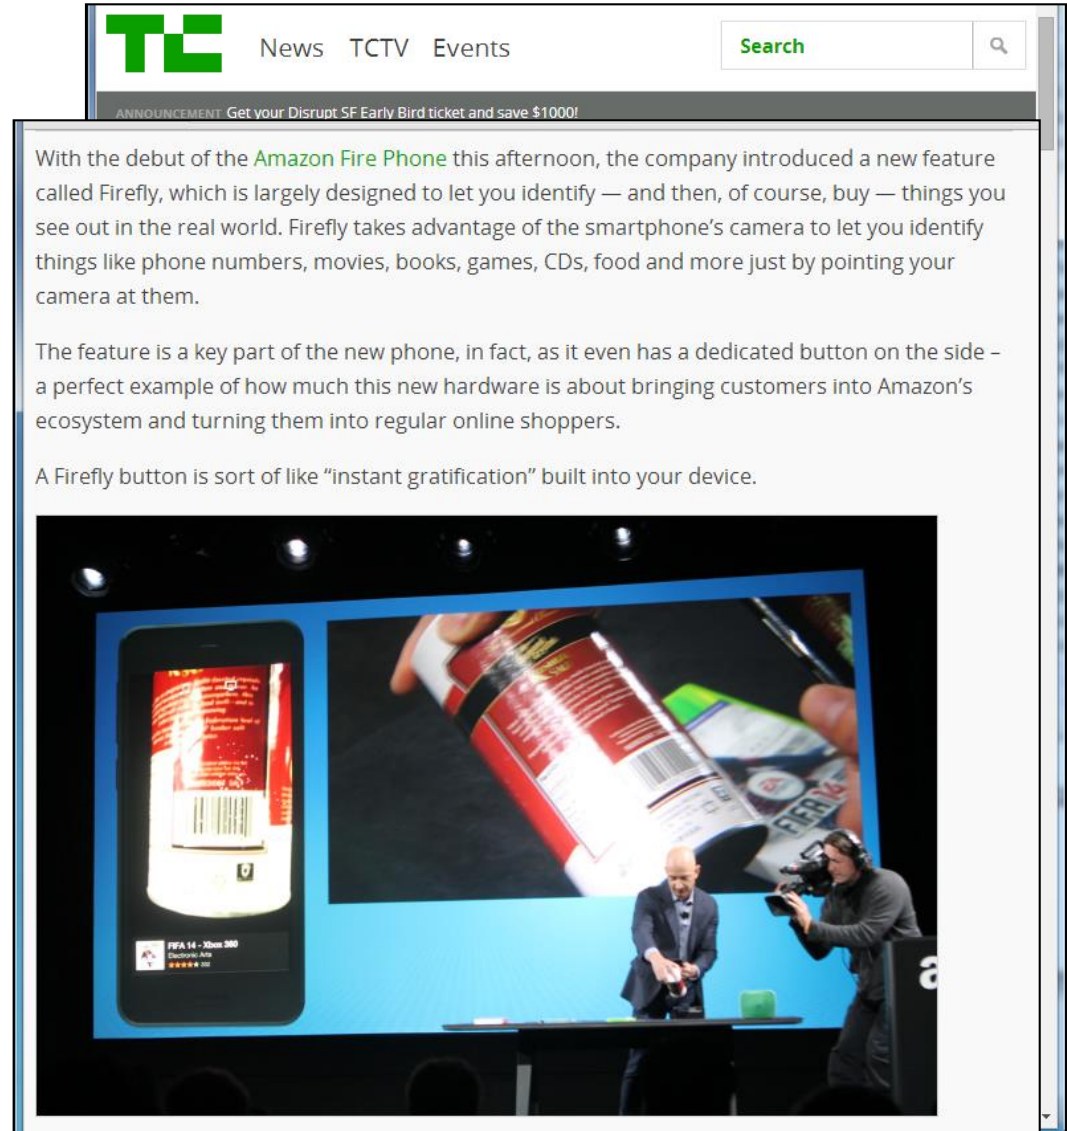 TC
News TCTV Events
Search
ANNOUNCEMENT Get your Disrupt SF Early Bird ticket and save $1000!
With the debut of the Amazon Fire Phone this afternoon, the company introduced a new feature
called Firefly, which is largely designed to let you identify — and then, of course, buy — things you
see out in the real world. Firefly takes advantage of the smartphone’s camera to let you identify
things like phone numbers, movies, books, games, CDs, food and more just by pointing your
camera at them.
The feature is a key part of the new phone, in fact, as it even has a dedicated button on the side –
a perfect example of how much this new hardware is about bringing customers into Amazon’s
ecosystem and turning them into regular online shoppers.
A Firefly button is sort of like “instant gratification” built into your device.
EA
FIFA 14
FIFA 14 - Xbox 360
Electronic Arts
a